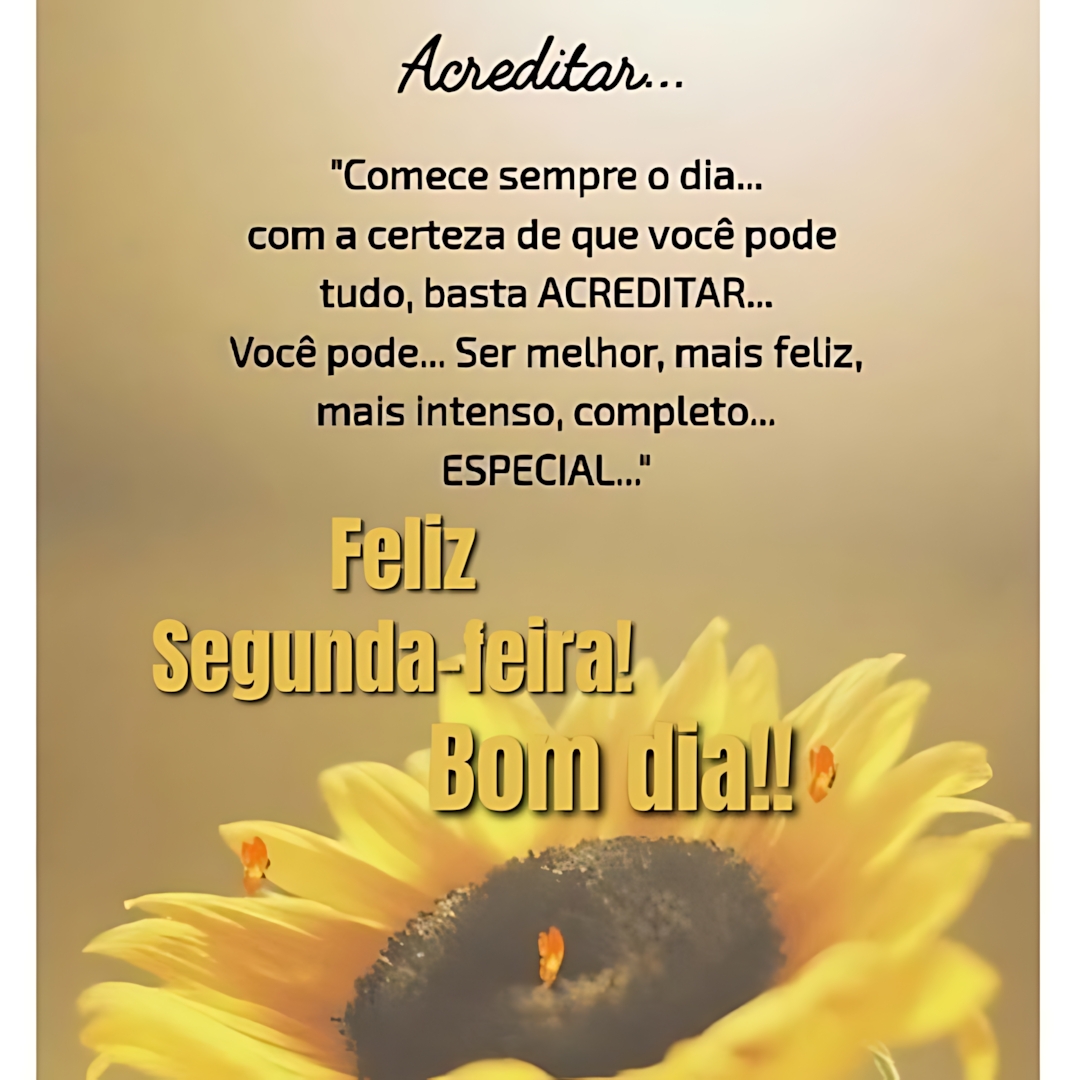 Acreditar...
"Comece sempre o dia...
com a certeza de que você pode
tudo, basta ACREDITAR...
Você pode... Ser melhor, mais feliz,
mais intenso, completo...
ESPECIAL..."
Feliz
Segunda-feira!
Bom dia!!